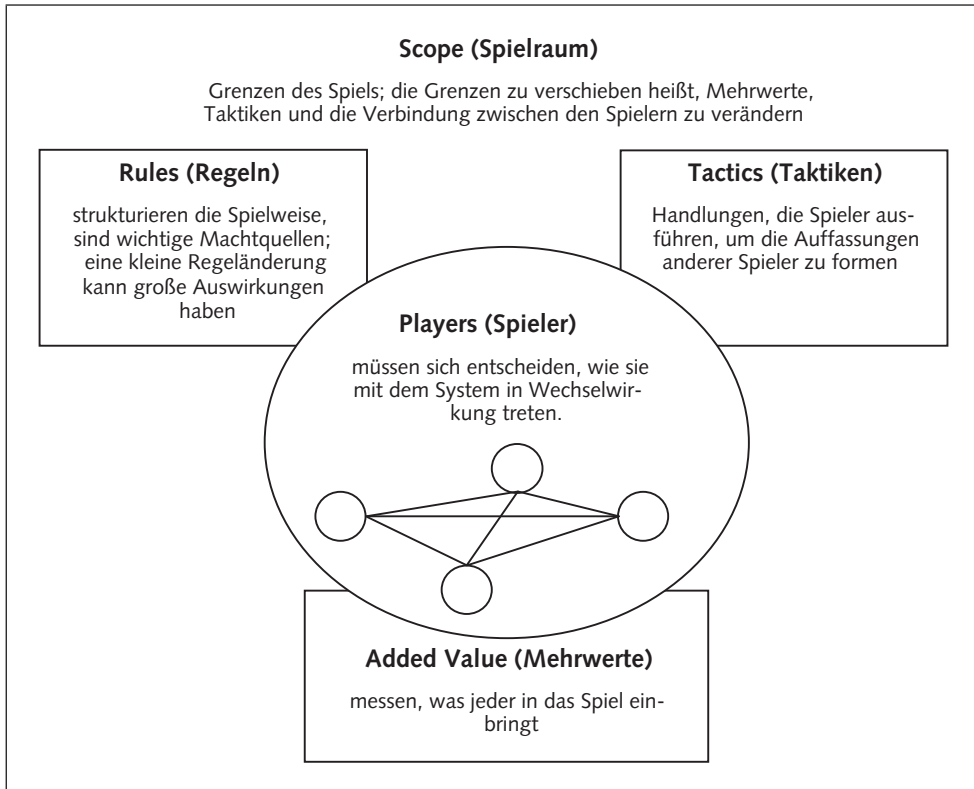 Scope (Spielraum)
Grenzen des Spiels; die Grenzen zu verschieben heißt, Mehrwerte,
Taktiken und die Verbindung zwischen den Spielern zu verändern
Rules (Regeln)
strukturieren die Spielweise,
sind wichtige Machtquellen;
eine kleine Regeländerung
kann große Auswirkungen
haben
Tactics (Taktiken)
Handlungen, die Spieler aus-
führen, um die Auffassungen
anderer Spieler zu formen
Players (Spieler)
müssen sich entscheiden, wie sie
mit dem System in Wechselwir-
kung treten.
Added Value (Mehrwerte)
messen, was jeder in das Spiel ein-
bringt